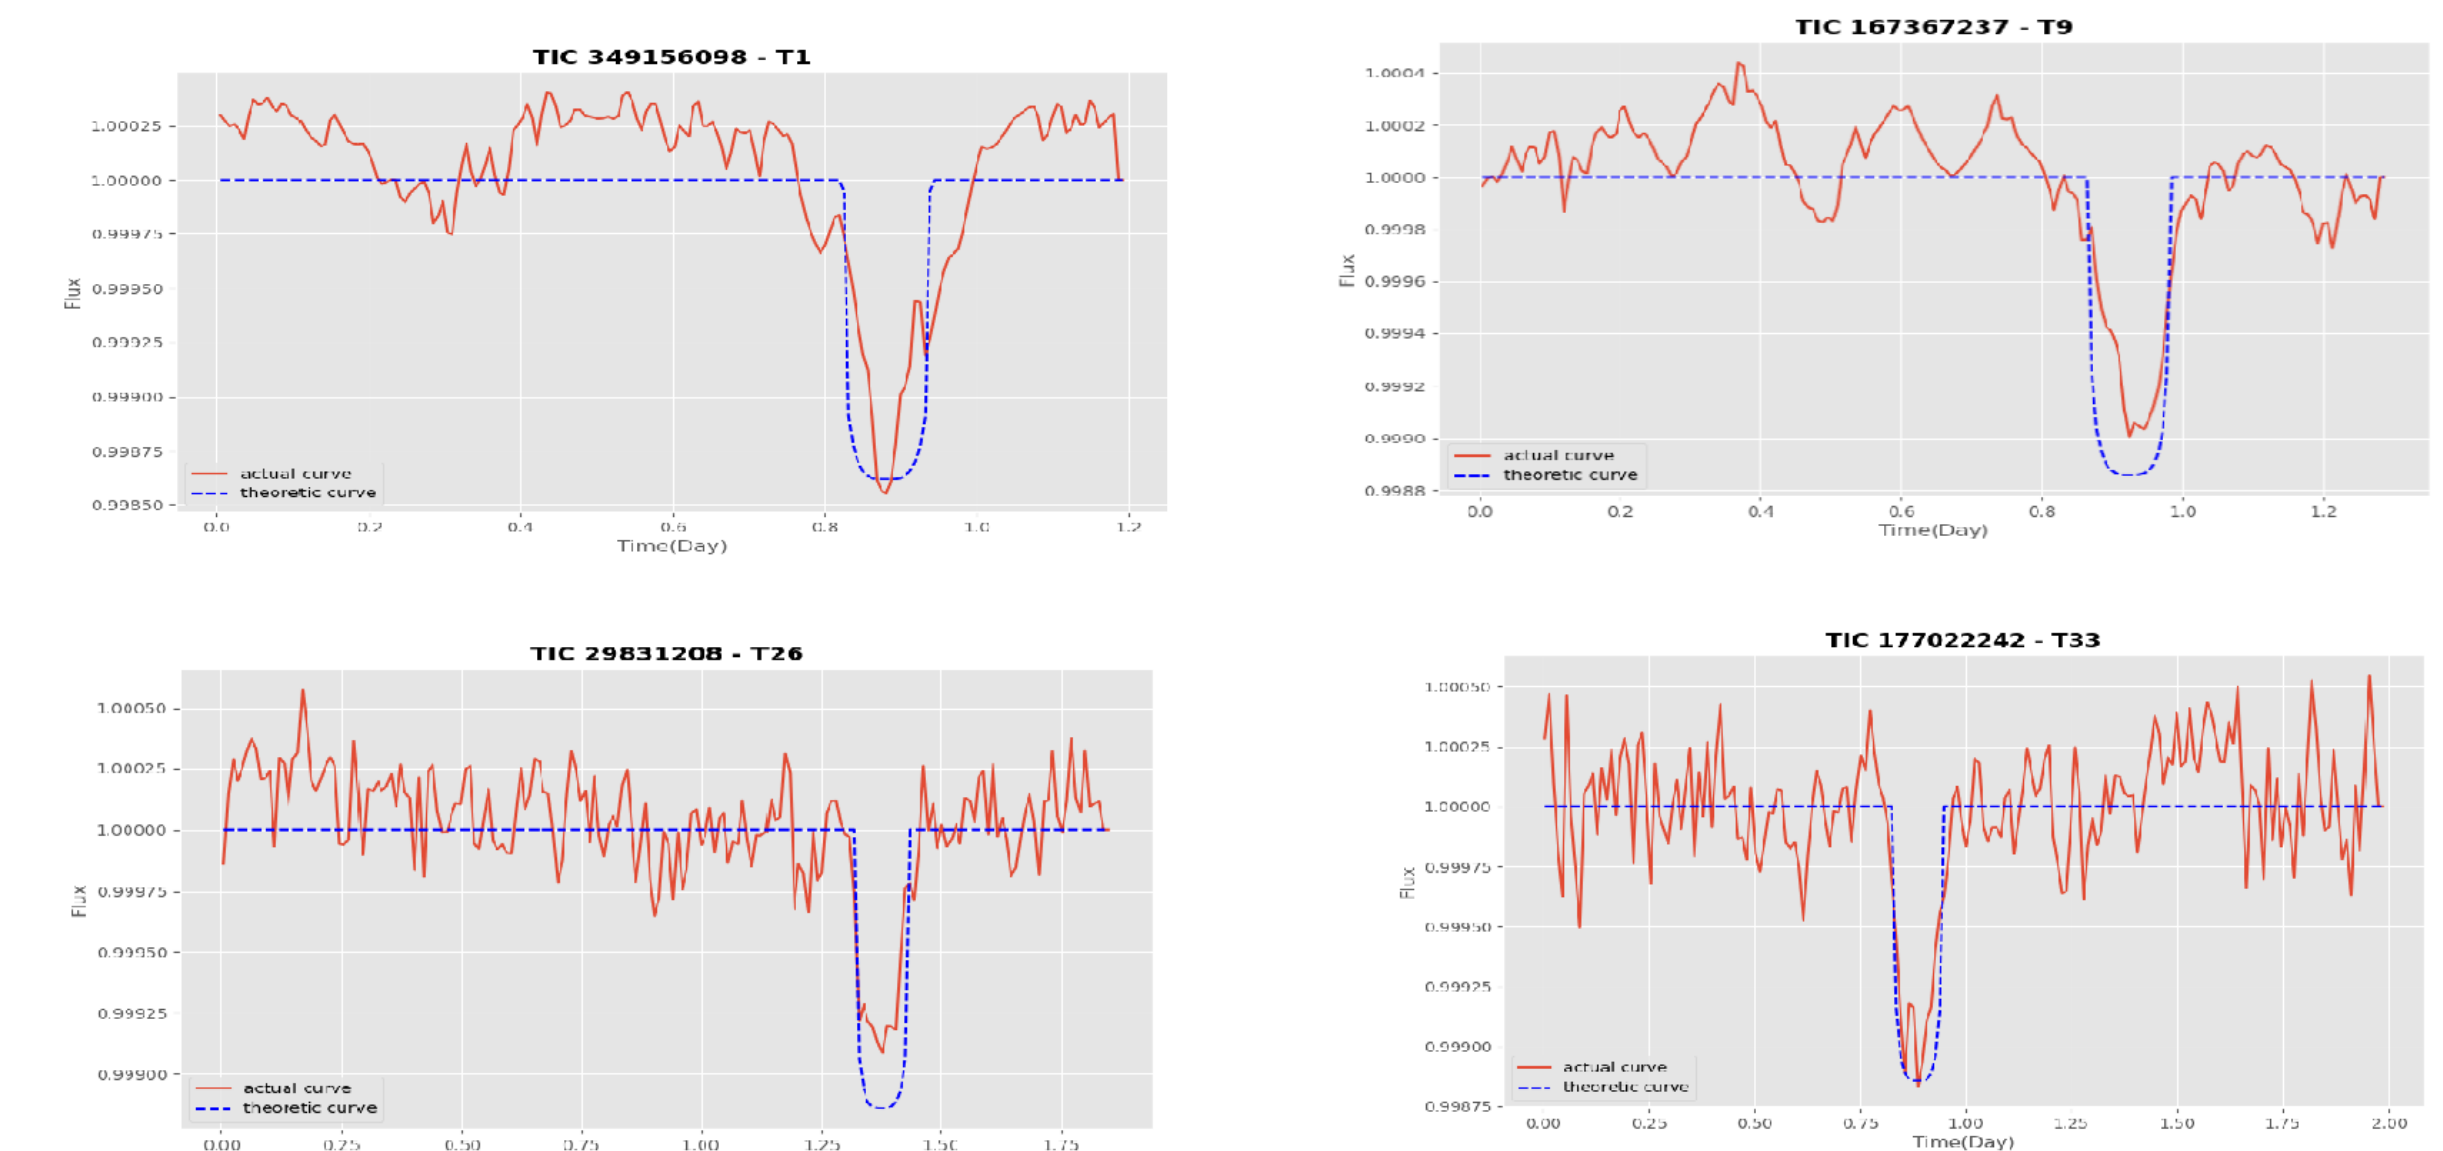 TIC 349156098 - T1
1.00025
1.00000
0.99975
0.99950
0.99925
0.99900
0.99875
0.99850
Flux
actual curve
theoretic curve
0.0 0.2 0.4 0.6 0.8 1.0 1.2
Time(Day)
TIC 167367237 - T9
1.0004
1.0002
1.0000
0.9998
0.9996
0.9994
0.9992
0.9990
0.9988
Flux
actual curve
theoretic curve
0.0 0.2 0.4 0.6 0.8 1.0 1.2
Time(Day)
TIC 29831208 - T26
1.00050
1.00025
1.00000
0.99975
0.99950
0.99925
0.99900
Flux
actual curve
theoretic curve
0.00 0.25 0.50 0.75 1.00 1.25 1.50 1.75
TIC 177022242 - T33
1.00050
1.00025
1.00000
0.99975
0.99950
0.99925
0.99900
0.99875
Flux
actual curve
theoretic curve
0.00 0.25 0.50 0.75 1.00 1.25 1.50 1.75 2.00
Time(Day)